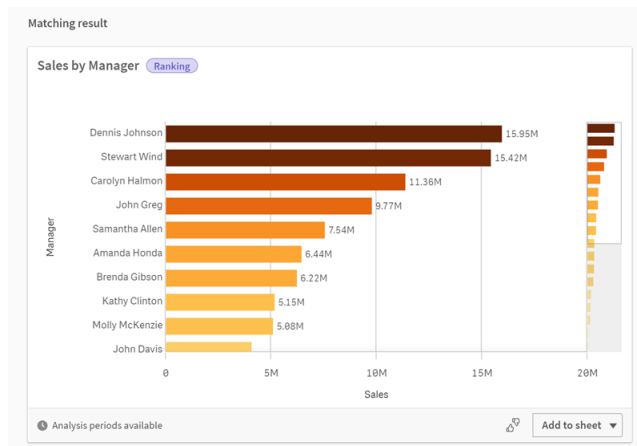 Matching result
Sales by Manager Ranking
Dennis Johnson 15.95M
Stewart Wind 15.42M
Carolyn Halmon 11.36M
John Greg 9.77M
Samantha Allen 7.54M
Amanda Honda 6.44M
Brenda Gibson 6.22M
Kathy Clinton 5.15M
Molly McKenzie 5.08M
John Davis
Manager
0 5M 10M 15M 20M
Sales
Analysis periods available Add to sheet